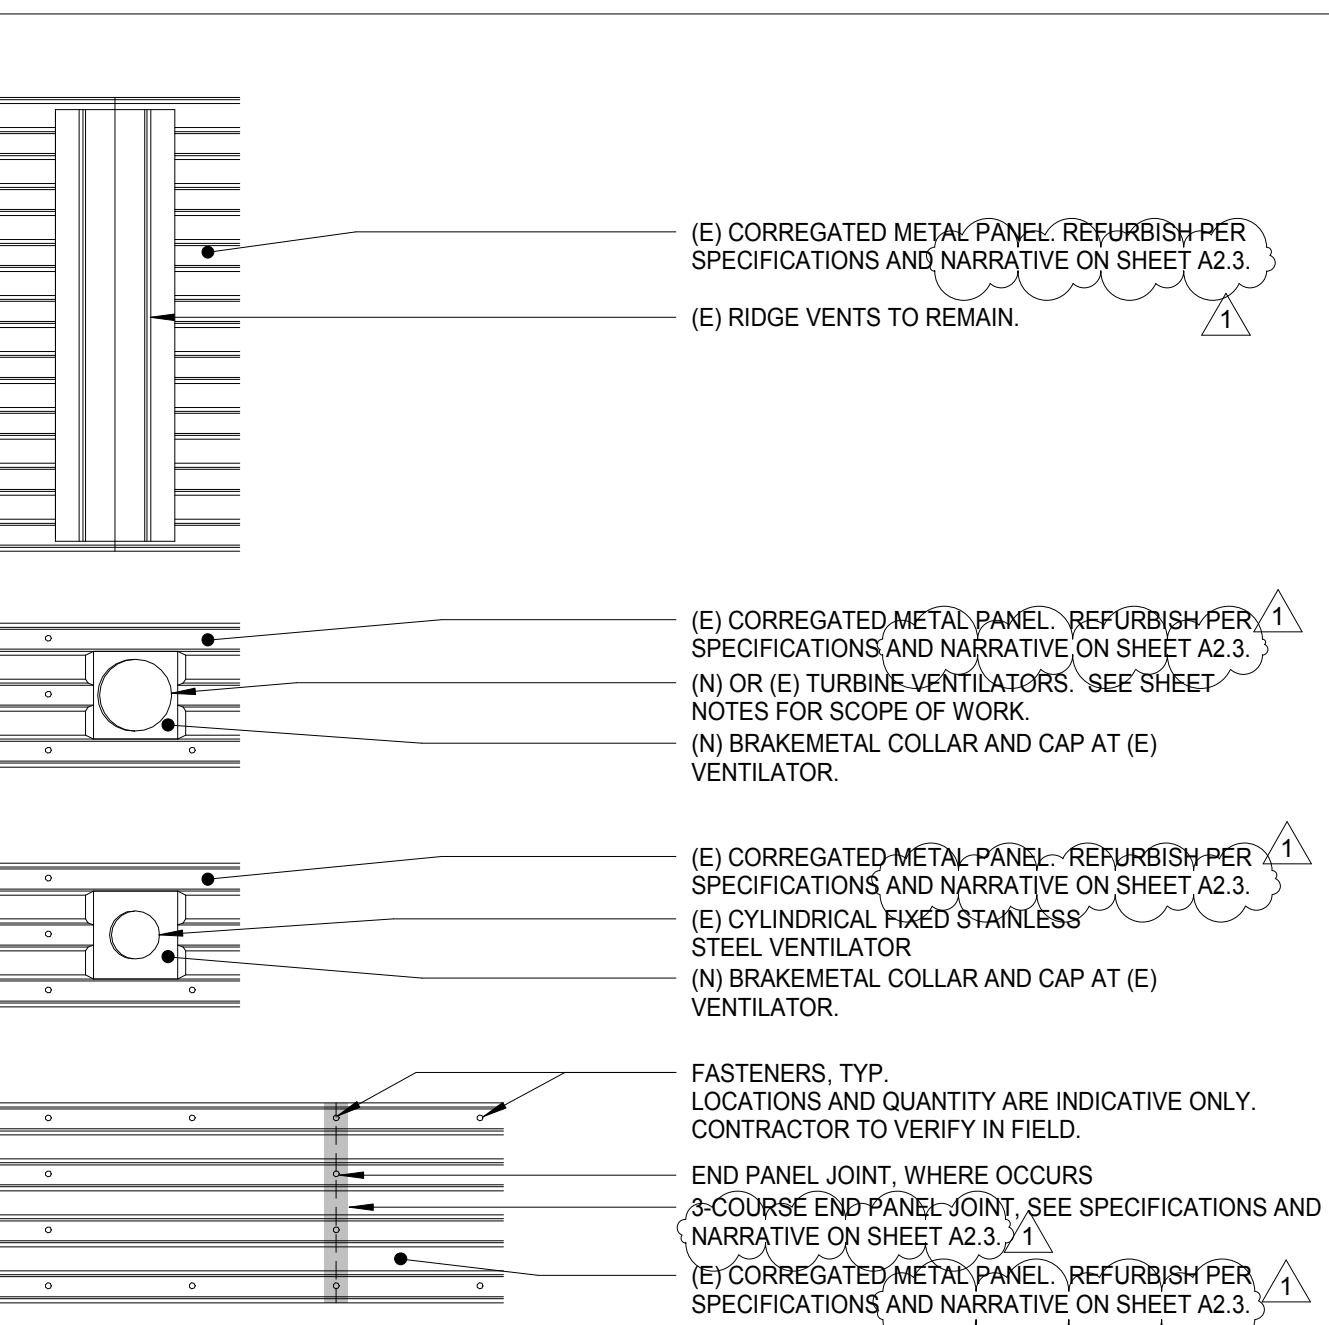 (E) CORREGATED METAL PANEL. REFURBISH PER
SPECIFICATIONS AND NARRATIVE ON SHEET A2.3.
(E) RIDGE VENTS TO REMAIN.
1
(E) CORREGATED METAL PANEL. REFURBISH PER
1
SPECIFICATIONS AND NARRATIVE ON SHEET A2.3.
(N) OR (E) TURBINE VENTILATORS. SEE SHEET
NOTES FOR SCOPE OF WORK.
(N) BRAKEMETAL COLLAR AND CAP AT (E)
VENTILATOR.
(E) CORREGATED METAL PANEL. REFURBISH PER
1
SPECIFICATIONS AND NARRATIVE ON SHEET A2.3.
(E) CYLINDRICAL FIXED STAINLESS
STEEL VENTILATOR
(N) BRAKEMETAL COLLAR AND CAP AT (E)
VENTILATOR.
FASTENERS, TYP.
LOCATIONS AND QUANTITY ARE INDICATIVE ONLY.
CONTRACTOR TO VERIFY IN FIELD.
END PANEL JOINT, WHERE OCCURS
3-COURSE END PANEL JOINT, SEE SPECIFICATIONS AND
NARRATIVE ON SHEET A2.3.
1
(E) CORREGATED METAL PANEL. REFURBISH PER
1
SPECIFICATIONS AND NARRATIVE ON SHEET A2.3.